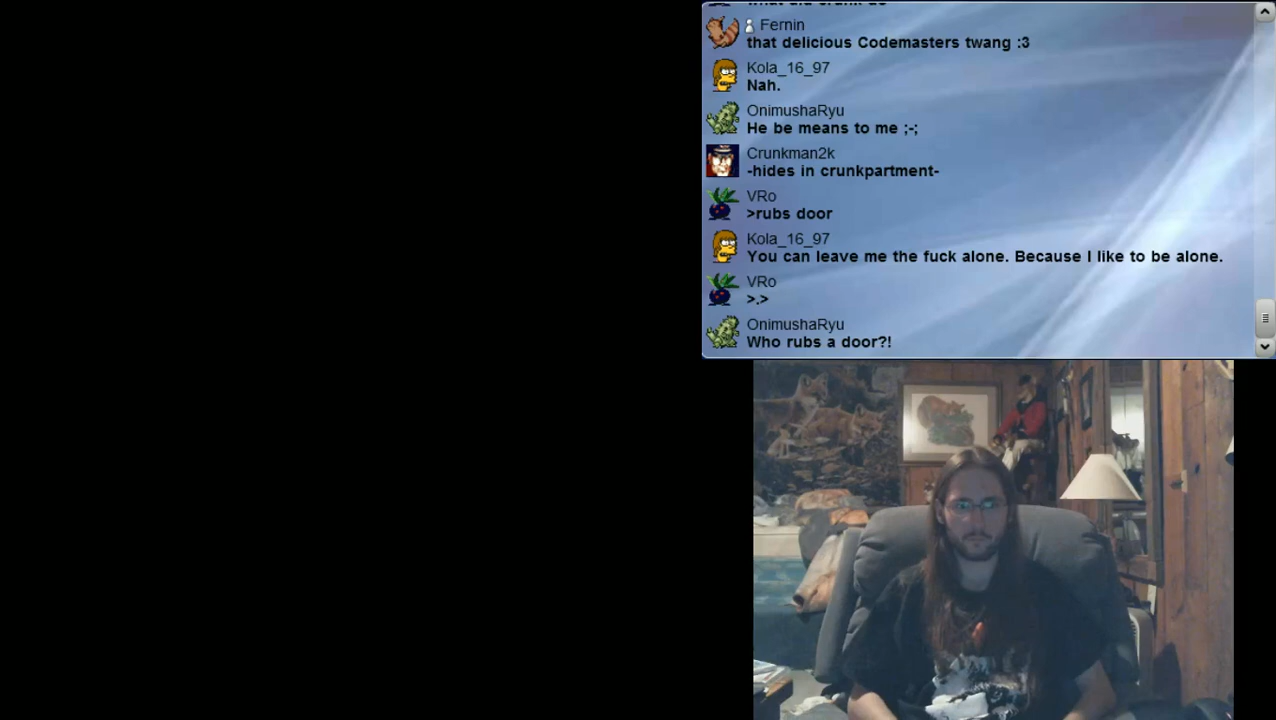 Fernin
that delicious Codemasters twang :3
Kola_16_97
Nah.
OnimushaRyu
He be means to me ;-;
Crunkman2k
-hides in crunkpartment-
VRo
>rubs door
Kola_16_97
You can leave me the fuck alone. Because I like to be alone.
VRo
>.>
OnimushaRyu
Who rubs a door?!